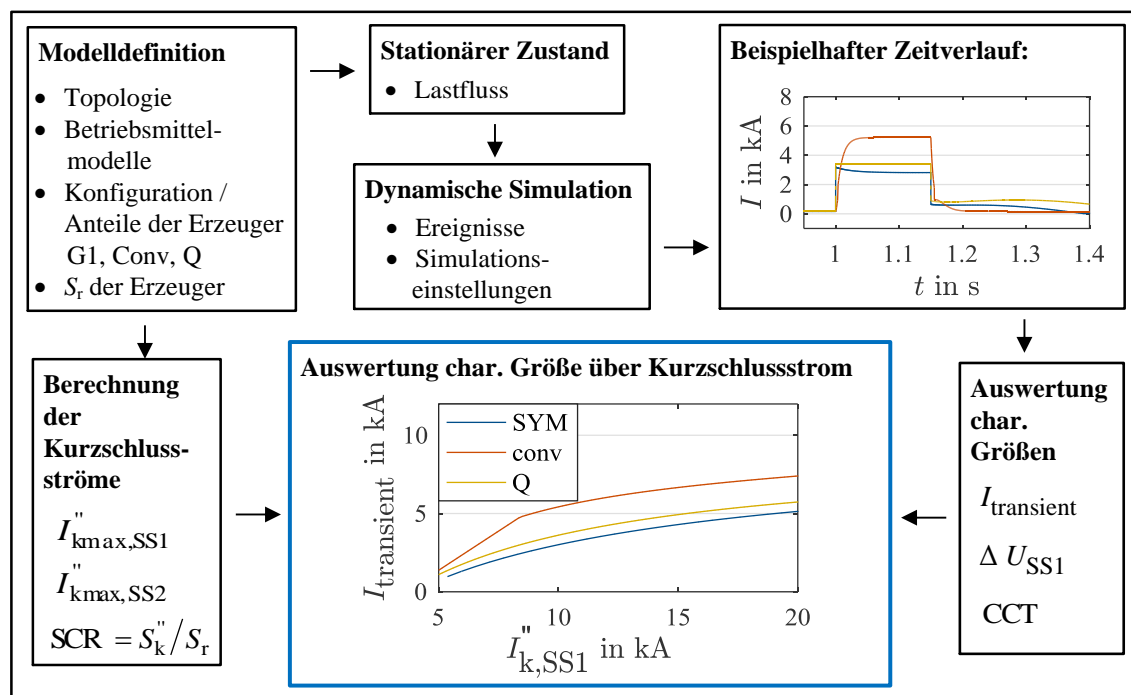 Modelldefinition
• Topologie
• Betriebsmittel-
modelle
• Konfiguration /
Anteile der Erzeuger
G1, Conv, Q
• Sr der Erzeuger
Stationärer Zustand
• Lastfluss
Dynamische Simulation
• Ereignisse
• Simulations-
einstellungen
Beispielhafter Zeitverlauf:
I in kA
8
6
4
2
0
1 1.1 1.2 1.3 1.4
t in s
Berechnung
der
Kurzschluss-
ströme
I''kmax,SS1
I''kmax, SS2
SCR = S''k/Sr
Auswertung char. Größe über Kurzschlussstrom
Itransient in kA
10
5
0
SYM
conv
Q
5 10 15 20
I''k,SS1 in kA
Auswertung
char.
Größen
Itransient
Δ USS1
CCT